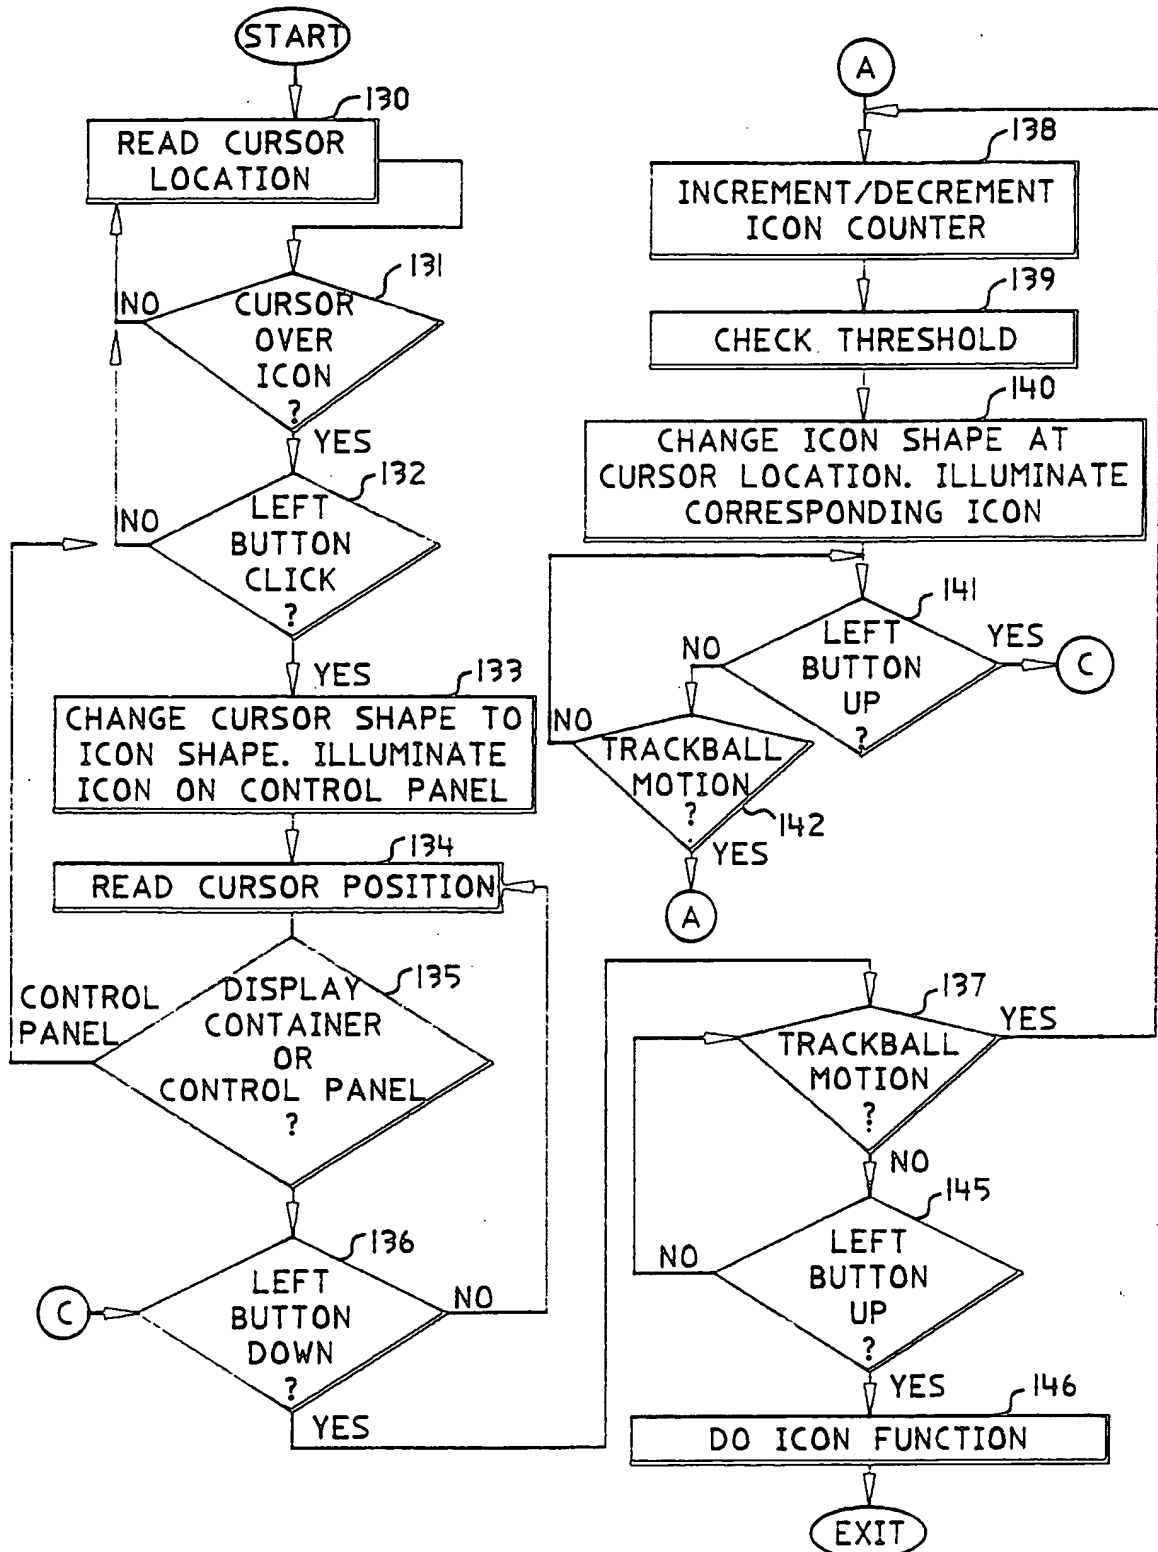 START
130
READ CURSOR
LOCATION
131
NO
CURSOR
OVER
ICON
?
YES
132
NO
LEFT
BUTTON
CLICK
?
YES
133
CHANGE CURSOR SHAPE TO
ICON SHAPE. ILLUMINATE
ICON ON CONTROL PANEL
134
READ CURSOR POSITION
135
CONTROL
PANEL
DISPLAY
CONTAINER
OR
CONTROL PANEL
?
136
C
LEFT
BUTTON
DOWN
?
NO
YES
A
138
INCREMENT/DECREMENT
ICON COUNTER
139
CHECK THRESHOLD
140
CHANGE ICON SHAPE AT
CURSOR LOCATION. ILLUMINATE
CORRESPONDING ICON
141
NO
LEFT
BUTTON
UP
?
YES
C
NO
TRACKBALL
MOTION
?
142
YES
A
137
TRACKBALL
MOTION
?
YES
NO
145
NO
LEFT
BUTTON
UP
?
YES
146
DO ICON FUNCTION
EXIT